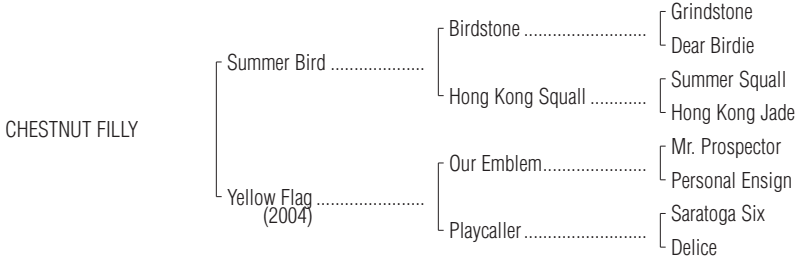 Grindstone
Birdstone ..........................
Dear Birdie
Summer Bird ....................
Summer Squall
Hong Kong Squall ............
Hong Kong Jade
CHESTNUT FILLY
Mr. Prospector
Our Emblem......................
Personal Ensign
Yellow Flag .......................
(2004)
Saratoga Six
Playcaller ..........................
Delice